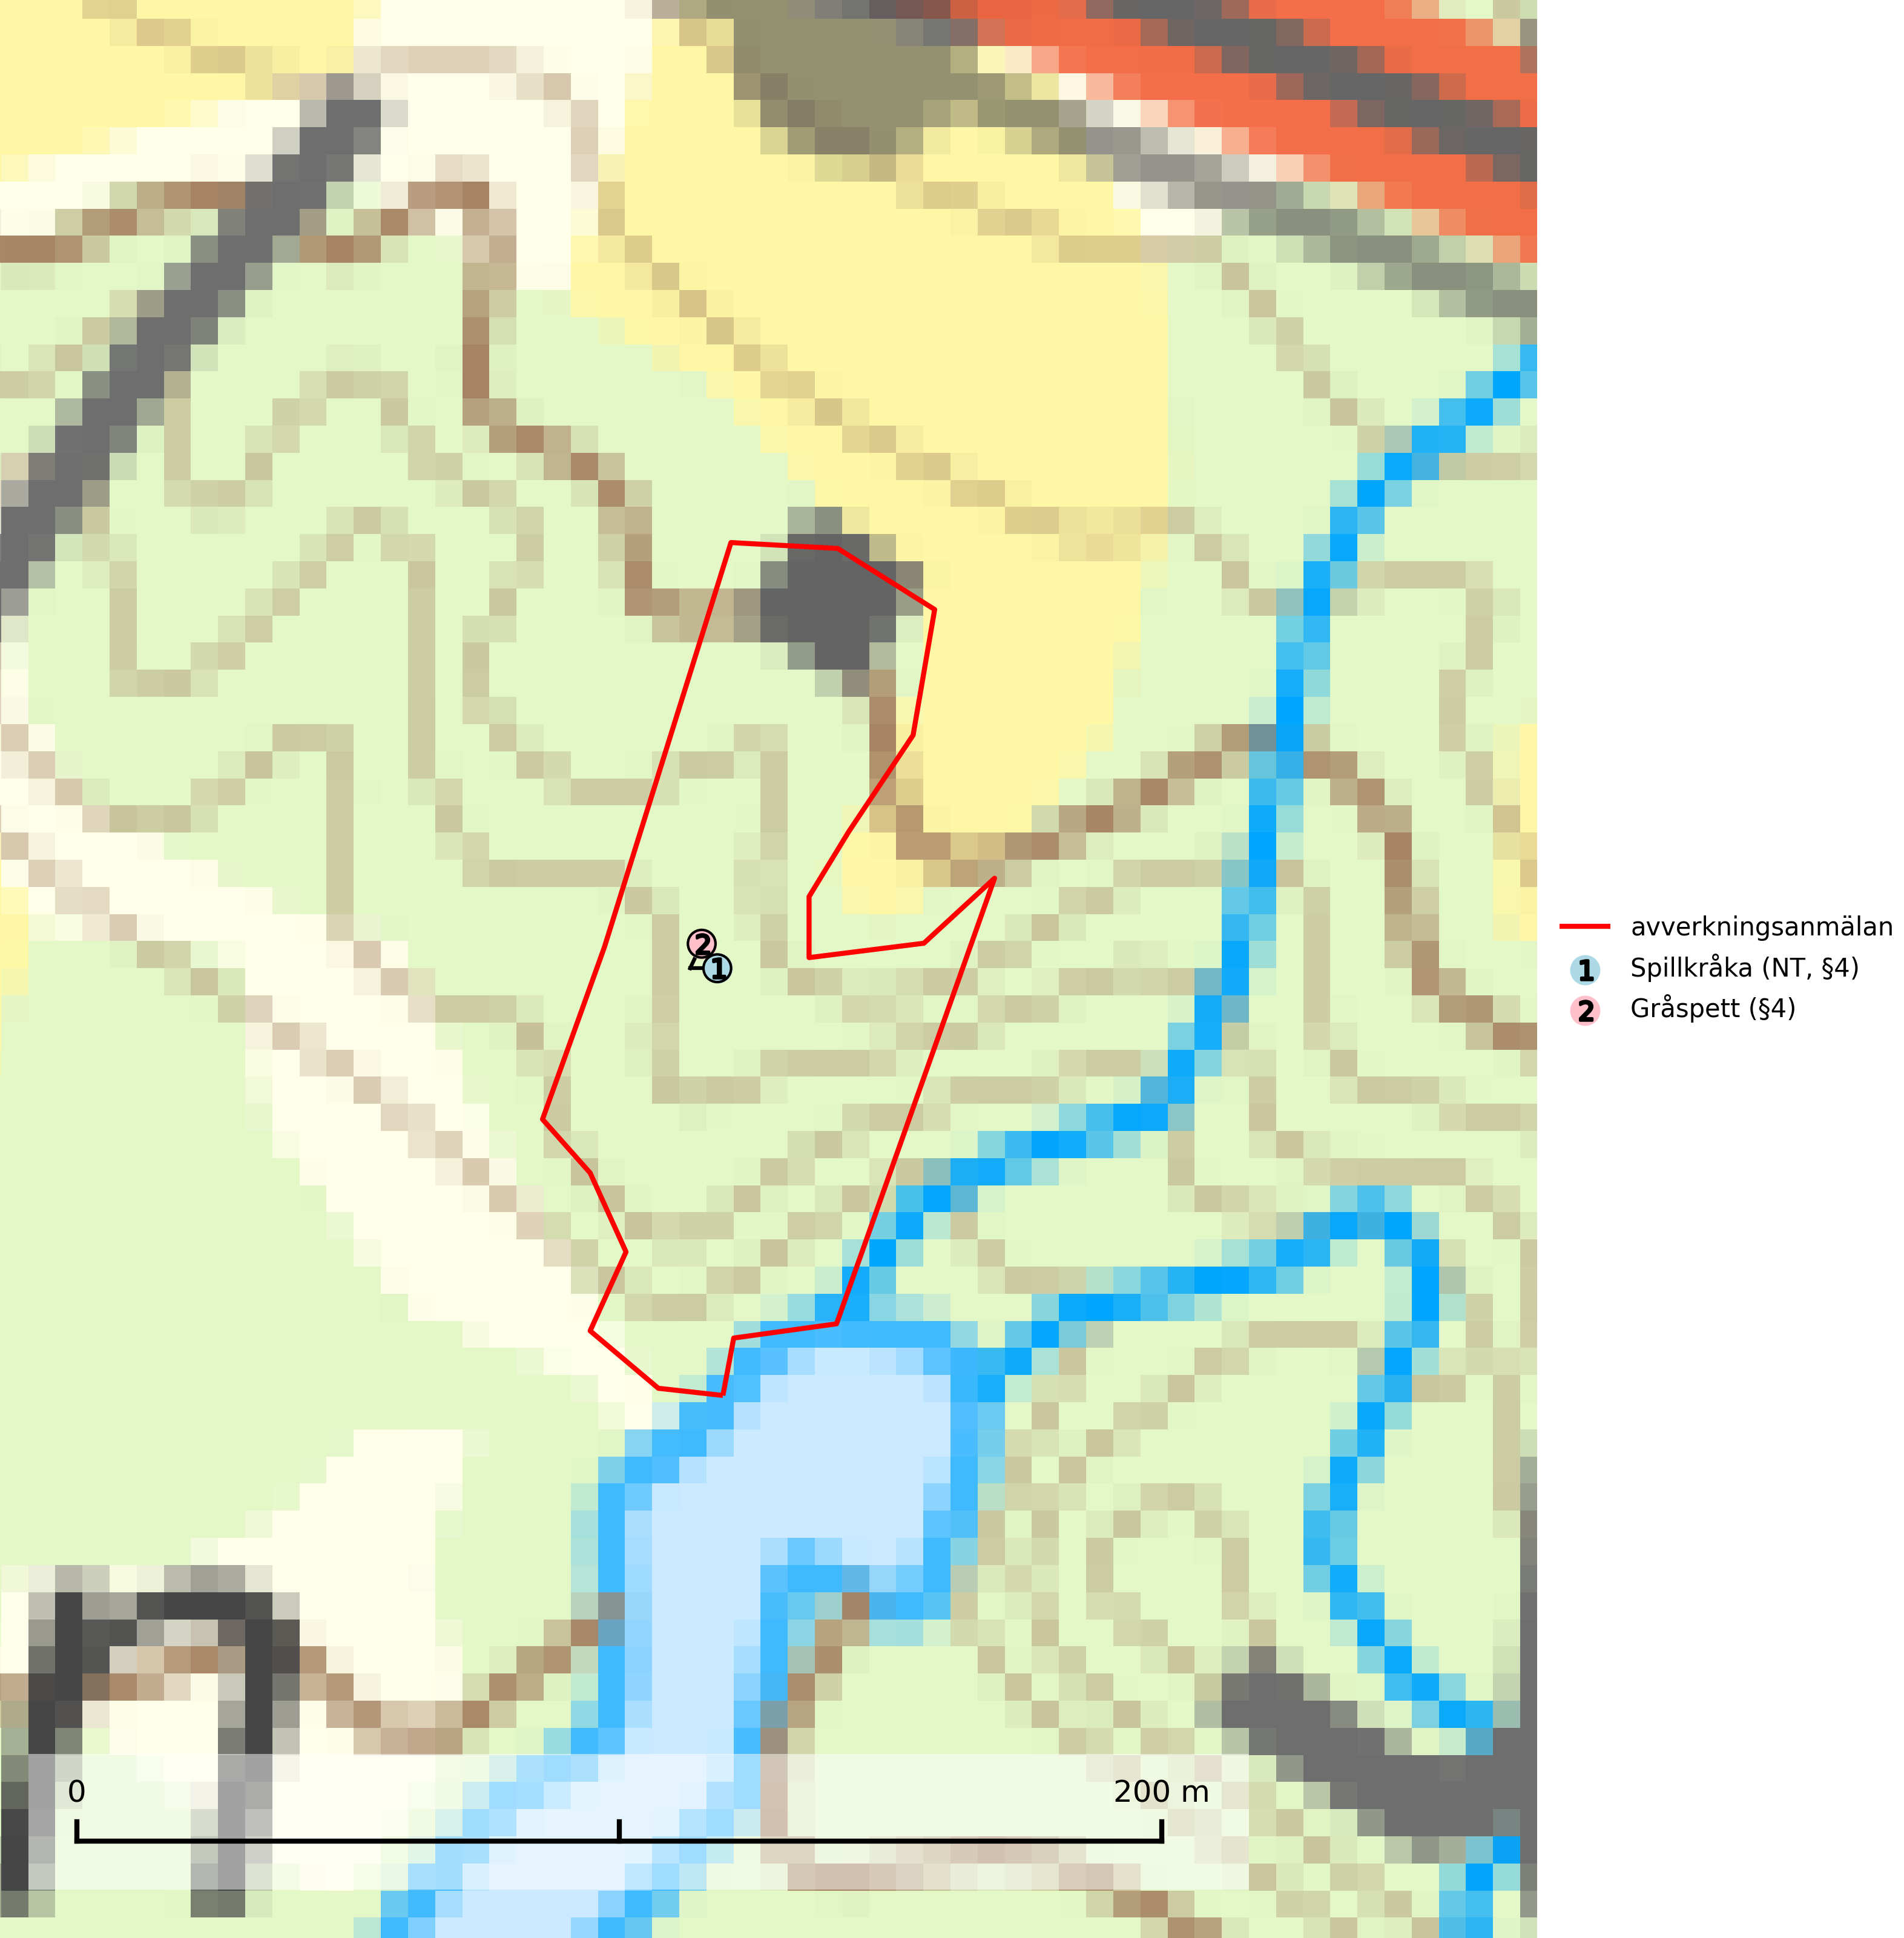 2
1
avverkningsanmälan
1 Spillkråka (NT, §4)
2 Gråspett (§4)
0 200 m